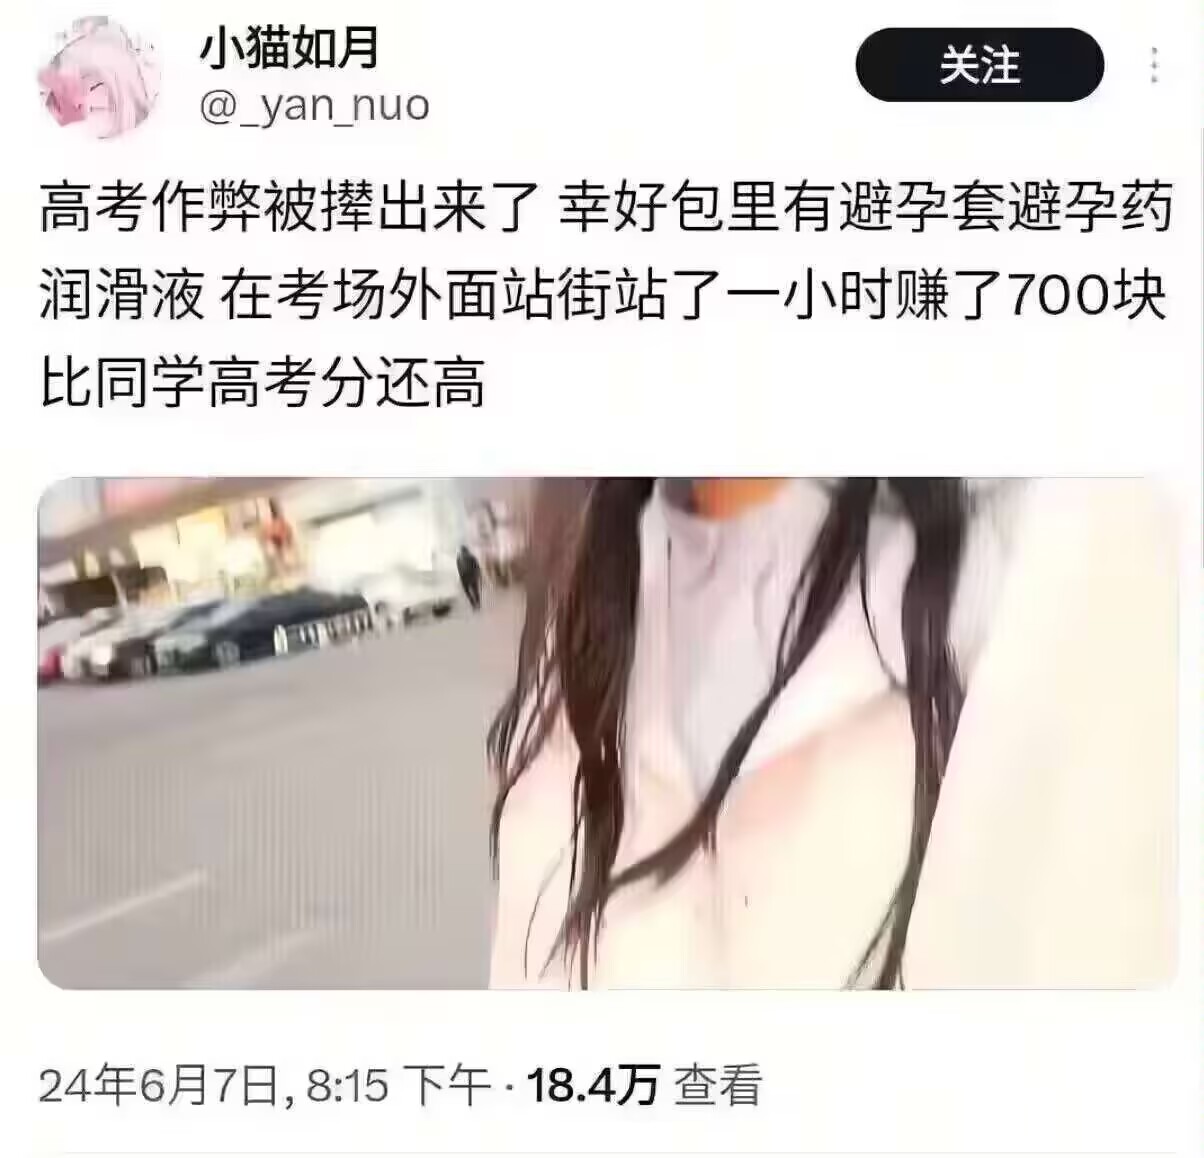 小猫如月
@_yan_nuo
关注
高考作弊被撵出来了 幸好包里有避孕套避孕药
润滑液 在考场外面站街站了一小时赚了700块
比同学高考分还高
24年6月7日, 8:15 下午 · 18.4万 查看